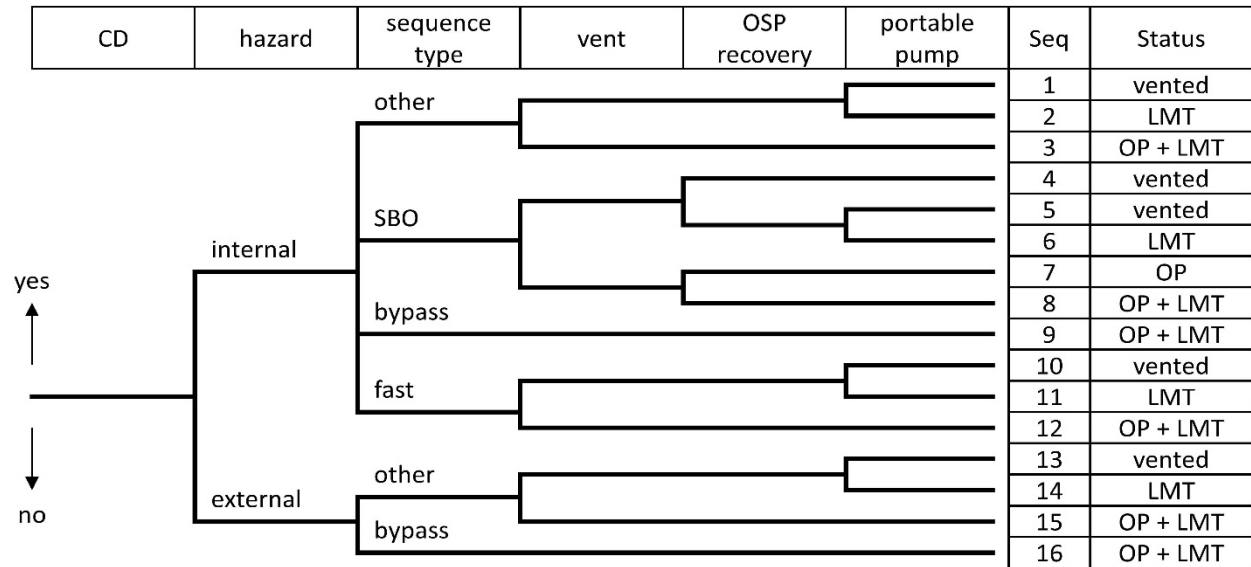 CD hazard sequence type vent OSP recovery portable pump Seq Status
other 1 vented
2 LMT
3 OP + LMT
4 vented
SBO 5 vented
internal 6 LMT
yes 7 OP
bypass 8 OP + LMT
9 OP + LMT
fast 10 vented
11 LMT
12 OP + LMT
other 13 vented
external 14 LMT
no bypass 15 OP + LMT
16 OP + LMT